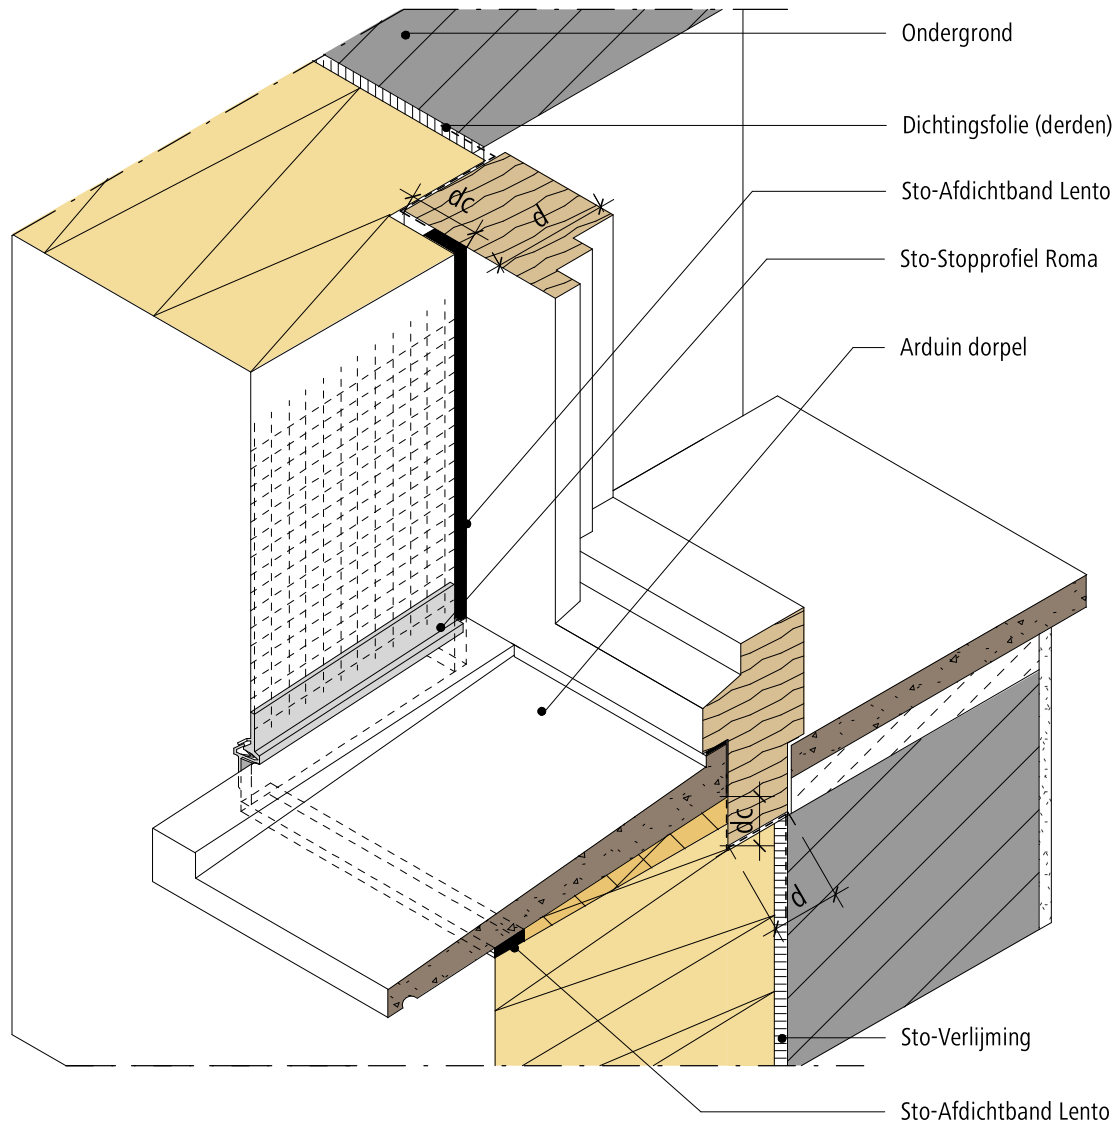 Ondergrond
Dichtingsfolie (derden)
Sto-Afdichtband Lento
dc
d
Sto-Stopprofiel Roma
Arduin dorpel
dc
d
Sto-Verlijming
Sto-Afdichtband Lento